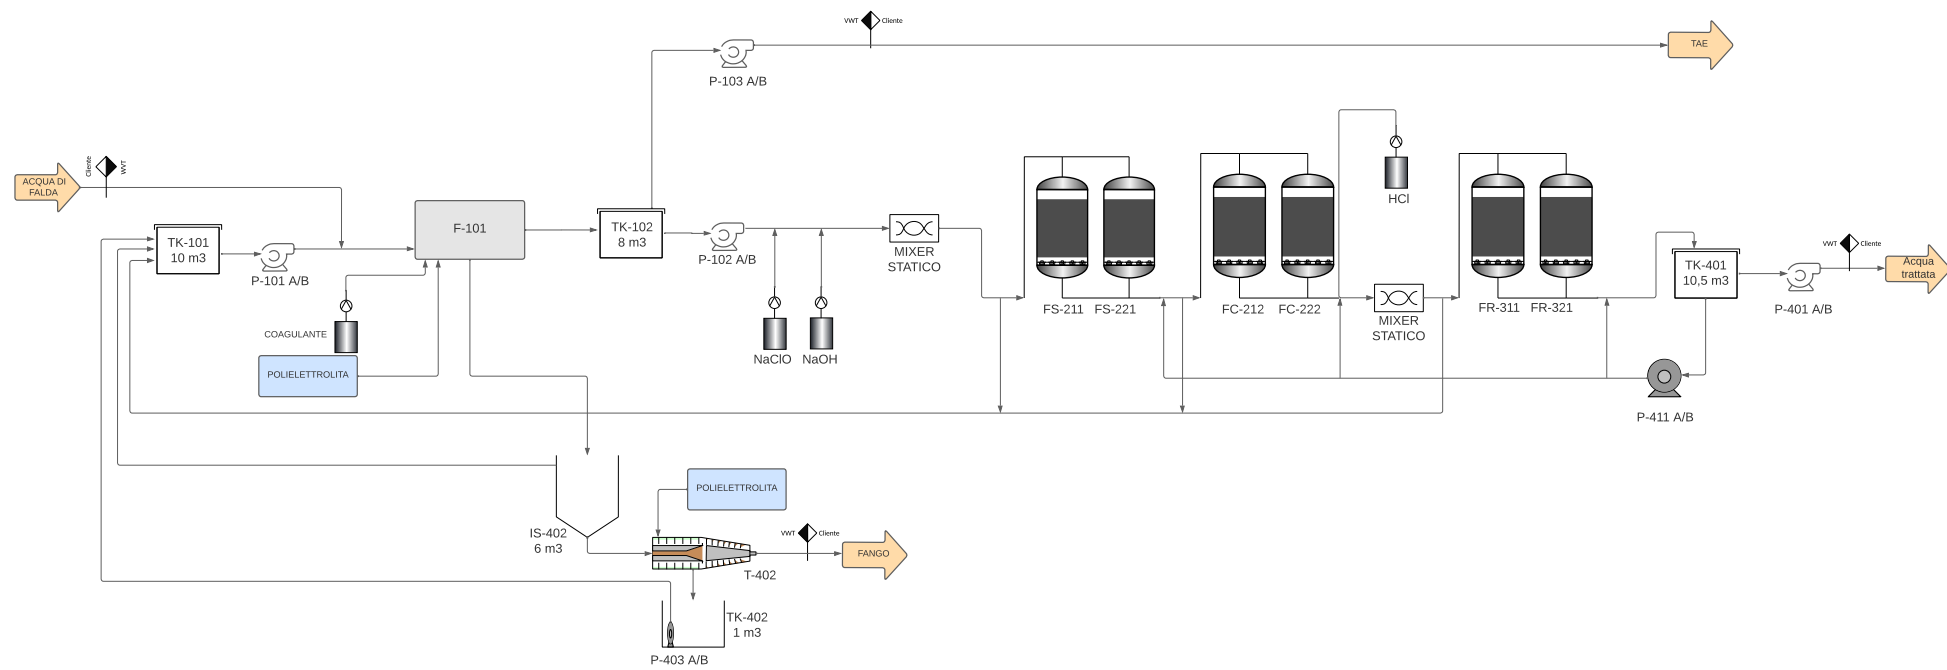 VWT
Cliente
TAE
P-103 A/B
Cliente
VWT
ACQUA DI
FALDA
HCl
TK-101
10 m3
P-101 A/B
F-101
TK-102
8 m3
P-102 A/B
MIXER
STATICO
VWT
Cliente
TK-401
10,5 m3
Acqua
trattata
P-401 A/B
FS-211
FS-221
FC-212
FC-222
FR-311
FR-321
MIXER
STATICO
COAGULANTE
NaClO
NaOH
POLIELETTROLITA
P-411 A/B
POLIELETTROLITA
IS-402
6 m3
VWT
Cliente
FANGO
T-402
TK-402
1 m3
P-403 A/B